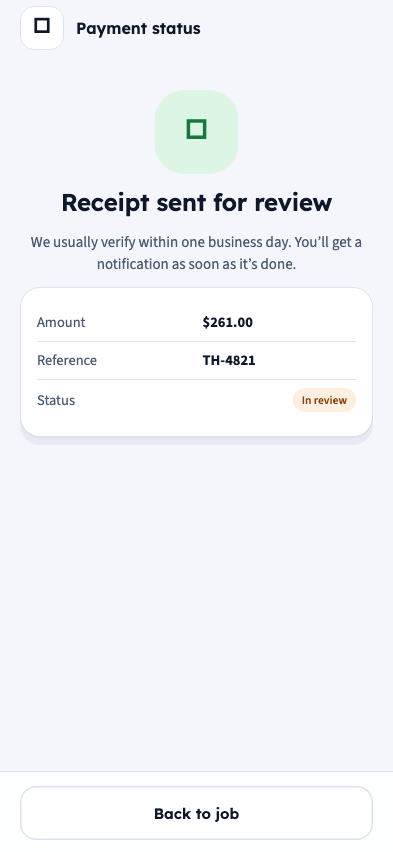 Payment status
Receipt sent for review
We usually verify within one business day. You’ll get a
notification as soon as it’s done.
Amount $261.00
Reference TH-4821
Status In review
Back to job